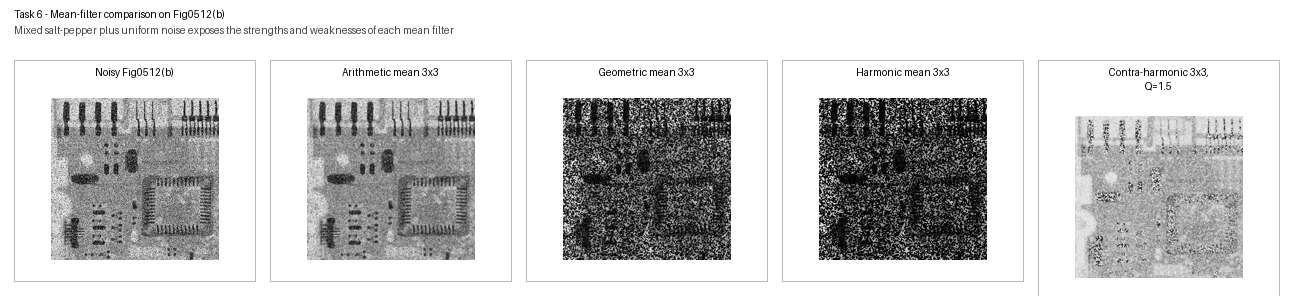 Task 6 - Mean-filter comparison on Fig0512(b)
Mixed salt-pepper plus uniform noise exposes the strengths and weaknesses of each mean filter
Noisy Fig0512(b)
Arithmetic mean 3x3
Geometric mean 3x3
Harmonic mean 3x3
Contra-harmonic 3x3,
Q=1.5